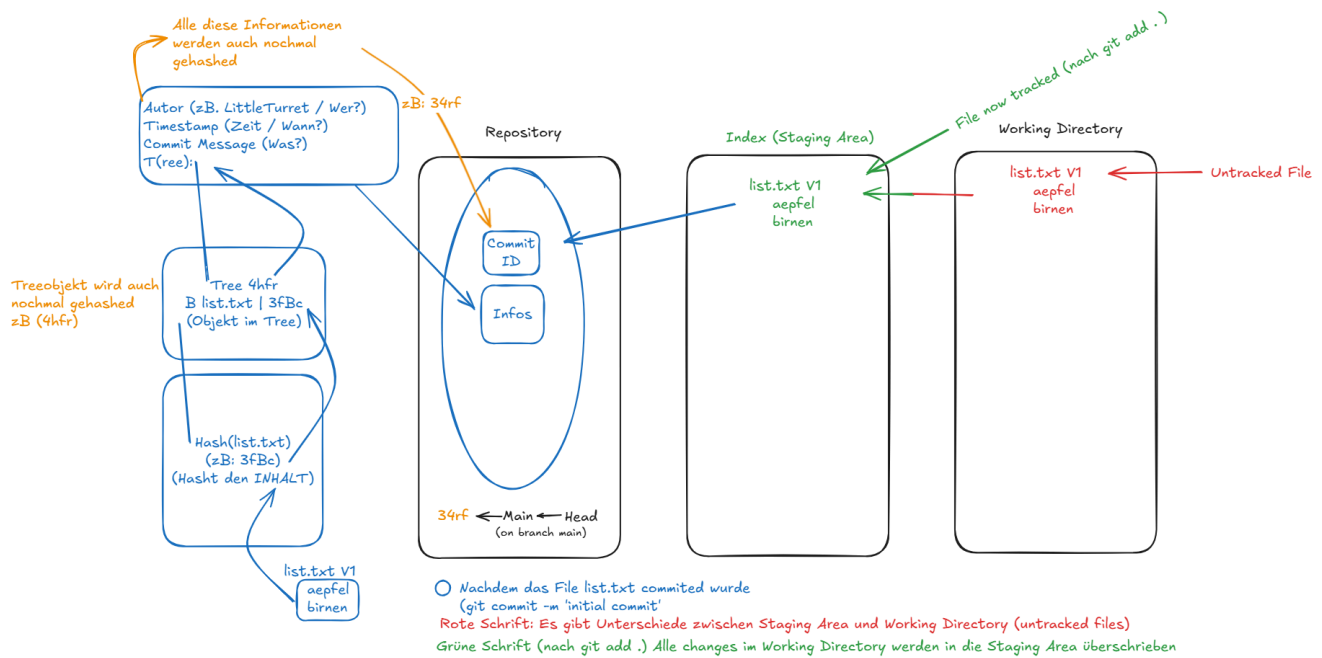 Alle diese Informationen
werden auch nochmal
gehashed
zB: 34rf
Autor (zB. LittleTurret / Wer?)
Timestamp (Zeit / Wann?)
Commit Message (Was?)
T(ree):
Treeobjekt wird auch
nochmal gehashed
zB (4hfr)
Tree 4hfr
B list.txt | 3fBc
(Objekt im Tree)
Hash(list.txt)
(zB: 3fBc)
(Hasht den INHALT)
list.txt V1
aepfel
birnen
Repository
Commit
ID
Infos
34rf
Main
Head
(on branch main)
Index (Staging Area)
list.txt V1
aepfel
birnen
File now tracked (nach git add . )
Working Directory
list.txt V1
aepfel
birnen
Untracked File
Nachdem das File list.txt commited wurde
(git commit -m 'initial commit'
Rote Schrift: Es gibt Unterschiede zwischen Staging Area und Working Directory (untracked files)
Grüne Schrift (nach git add .) Alle changes im Working Directory werden in die Staging Area überschrieben